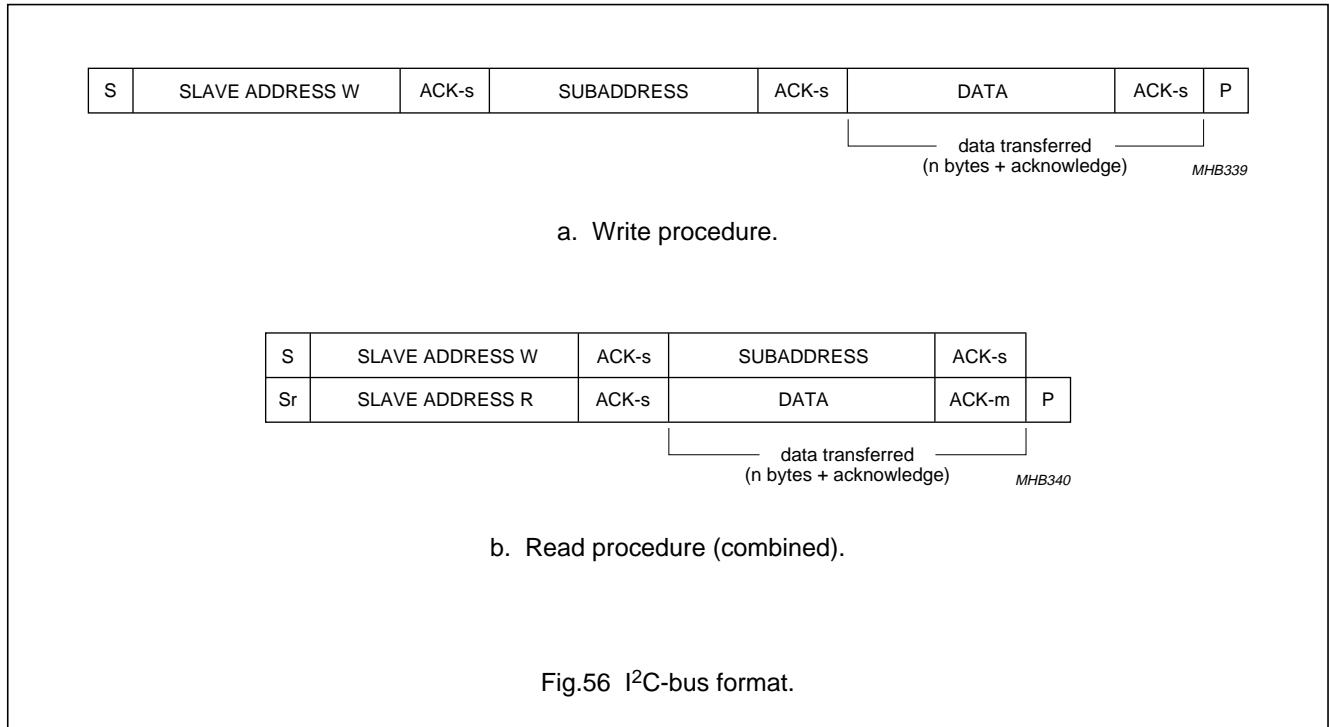 S SLAVE ADDRESS W ACK-s SUBADDRESS ACK-s DATA ACK-s P
data transferred
(n bytes + acknowledge)
MHB339
a. Write procedure.
S SLAVE ADDRESS W ACK-s SUBADDRESS ACK-s
Sr SLAVE ADDRESS R ACK-s DATA ACK-m P
data transferred
(n bytes + acknowledge)
MHB340
b. Read procedure (combined).
Fig.56 I²C-bus format.